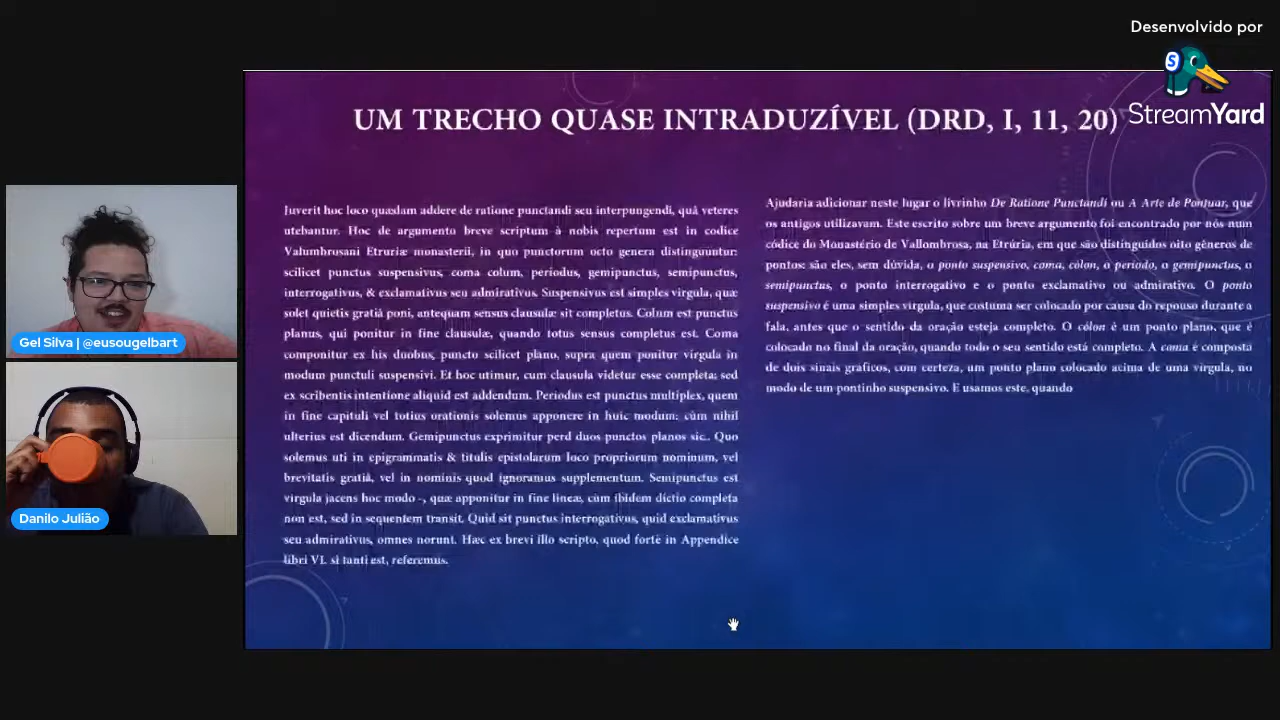 Desenvolvido por
StreamYard
UM TRECHO QUASE INTRADUZÍVEL (DRD, I, 11, 20)
Juverit hoc loco quædam addere de ratione punctandi seu interpungendi, quâ veteres
utebantur. Hoc de argumento breve scriptum à nobis repertum est in codice
Valumbrosani Etruriæ monasterii, in quo punctorum octo genera distinguuntur:
scilicet punctus suspensivus, coma colum, periodus, gemipunctus, semipunctus,
interrogativus, & exclamativus seu admirativus. Suspensivus est simples virgula, quæ
solet quietis gratiâ poni, antequam sensus clausulæ sit completus. Colum est punctus
planus, qui ponitur in fine clausulæ, quando totus sensus completus est. Coma
componitur ex his duobus, puncto scilicet plano, supra quem ponitur virgula in
modum punctuli suspensivi. Et hoc utimur, cum clausula videtur esse completa; sed
ex scribentis intentione aliquid est addendum. Periodus est punctus multiplex, quem
in fine capituli vel totius orationis solemus apponere in huic modum: cùm nihil
ulterius est dicendum. Gemipunctus exprimitur perd duos punctos planos sic.. Quo
solemus uti in epigrammatis & titulis epistolarum loco propriorum nominum, vel
brevitatis gratiâ, vel in nominis quod ignoramus supplementum. Semipunctus est
virgula jacens hoc modo -, quæ apponitur in fine lineæ, cùm ibidem dictio completa
non est, sed in sequentem transit. Quid sit punctus interrogativus, quid exclamativus
seu admirativus, omnes norunt. Hæc ex brevi illo scripto, quod fortè in Appendice
libri VI. si tanti est, referemus.
Ajudaria adicionar neste lugar o livrinho De Ratione Punctandi ou A Arte de Pontuar, que
os antigos utilizavam. Este escrito sobre um breve argumento foi encontrado por nós num
códice do Monastério de Vallombrosa, na Etrúria, em que são distinguidos oito gêneros de
pontos: são eles, sem dúvida, o ponto suspensivo, coma, cólon, o período, o gemipunctus, o
semipunctus, o ponto interrogativo e o ponto exclamativo ou admirativo. O ponto
suspensivo é uma simples vírgula, que costuma ser colocado por causa do repouso durante a
fala, antes que o sentido da oração esteja completo. O cólon é um ponto plano, que é
colocado no final da oração, quando todo o seu sentido está completo. A coma é composta
de dois sinais gráficos, com certeza, um ponto plano colocado acima de uma vírgula, no
modo de um pontinho suspensivo. E usamos este, quando
Gel Silva | @eusougelbart
Danilo Julião